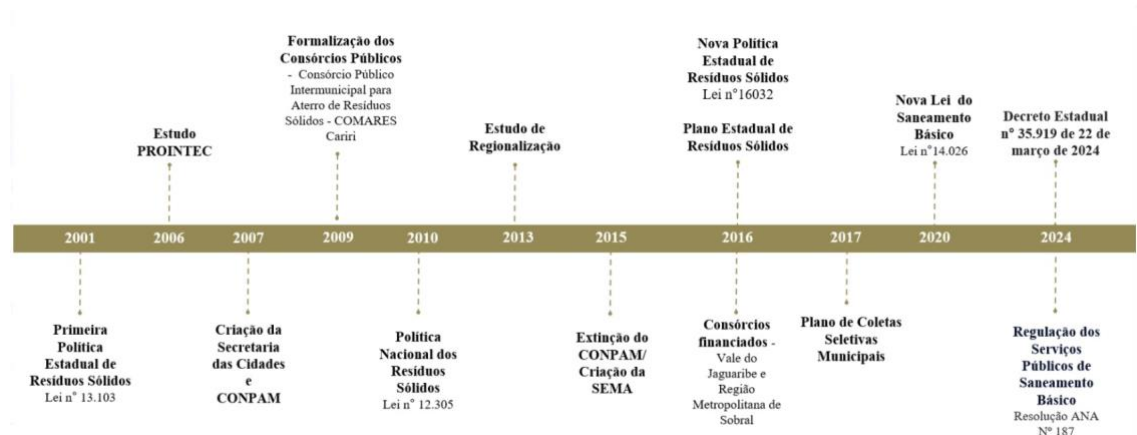 Formalização dos
Consórcios Públicos
- Consórcio Público
Intermunicipal para
Aterro de Resíduos
Sólidos - COMARES
Cariri
Nova Política
Estadual de
Resíduos Sólidos
Lei n°16032
Plano Estadual de
Resíduos Sólidos
Nova Lei do
Saneamento
Básico
Lei n°14.026
Decreto Estadual
n° 35.919 de 22 de
março de 2024
Estudo
PROINTEC
Estudo de
Regionalização
2001 2006 2007 2009 2010 2013 2015 2016 2017 2020 2024
Primeira
Política
Estadual de
Resíduos Sólidos
Lei n° 13.103
Criação da
Secretaria
das Cidades
e
CONPAM
Política
Nacional dos
Resíduos
Sólidos
Lei n° 12.305
Extinção do
CONPAM/
Criação da
SEMA
Consórcios
financiados -
Vale do
Jaguaribe e
Região
Metropolitana de
Sobral
Plano de Coletas
Seletivas
Municipais
Regulação dos
Serviços
Públicos de
Saneamento
Básico
Resolução ANA
Nº 187